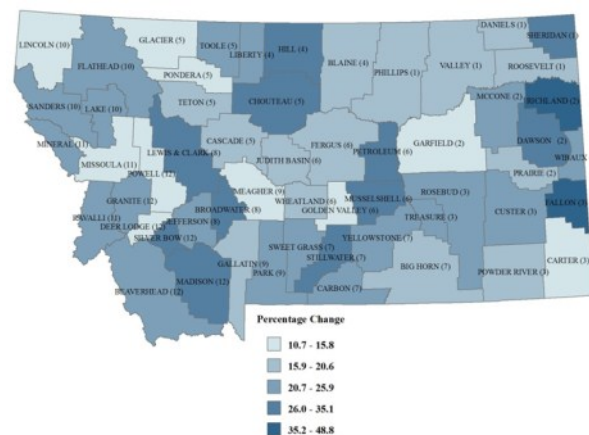 DANIELS (1)
SHERIDAN (1)
LINCOLN (10)
GLACIER (5)
TOOLE (5)
LIBERTY (4)
HILL (4)
BLAINE (4)
PHILLIPS (1)
VALLEY (1)
ROOSEVELT (1)
FLATHEAD (10)
PONDERA (5)
TETON (5)
CHOUTEAU (5)
MCCONE (2)
RICHLAND (2)
SANDERS (10)
LAKE (10)
CASCADE (5)
FERGUS (6)
GARFIELD (2)
DAWSON (2)
MINERAL (11)
LEWIS & CLARK (8)
JUDITH BASIN (6)
PETROLEUM (6)
WIBAUX
MISSOULA (11)
POWELL (12)
PRAIRIE (2)
MEAGHER (9)
WHEATLAND (6)
MUSSELSHELL (6)
ROSEBUD (3)
GRANITE (12)
BROADWATER (8)
GOLDEN VALLEY (6)
TREASURE (3)
CUSTER (3)
FALLON (3)
RAVALLI (11)
DEER LODGE (12)
JEFFERSON (8)
SILVER BOW (12)
SWEET GRASS (7)
YELLOWSTONE (7)
STILLWATER (7)
GALLATIN (9)
PARK (9)
BIG HORN (7)
POWDER RIVER (3)
CARTER (3)
MADISON (12)
BEAVERHEAD (12)
CARBON (7)
Percentage Change
10.7 - 15.8
15.9 - 20.6
20.7 - 25.9
26.0 - 35.1
35.2 - 48.8